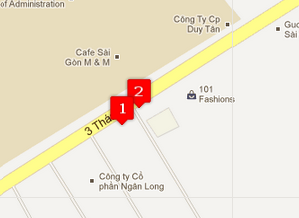 of Administration
Công Ty Cp
Duy Tân
Guc
Sài
Cafe Sài
Gòn M & M
101
Fashions
2
1
3 Thá
Công ty Cổ
phần Ngân Long